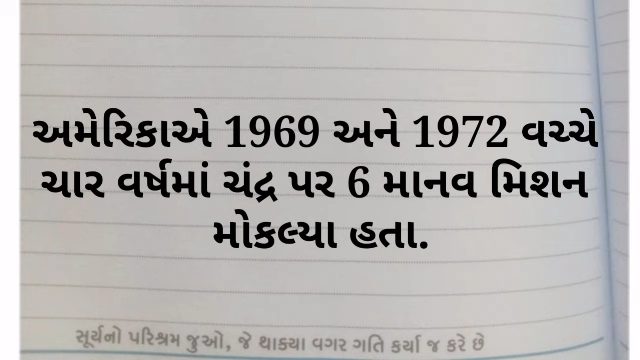 અમેરિકાએ 1969 અને 1972 વચ્ચે
ચાર વર્ષમાં ચંદ્ર પર 6 માનવ મિશન
મોકલ્યા હતા.
સૂર્યનો પરિશ્રમ જુઓ, જે થાક્યા વગર ગતિ કર્યા જ કરે છે